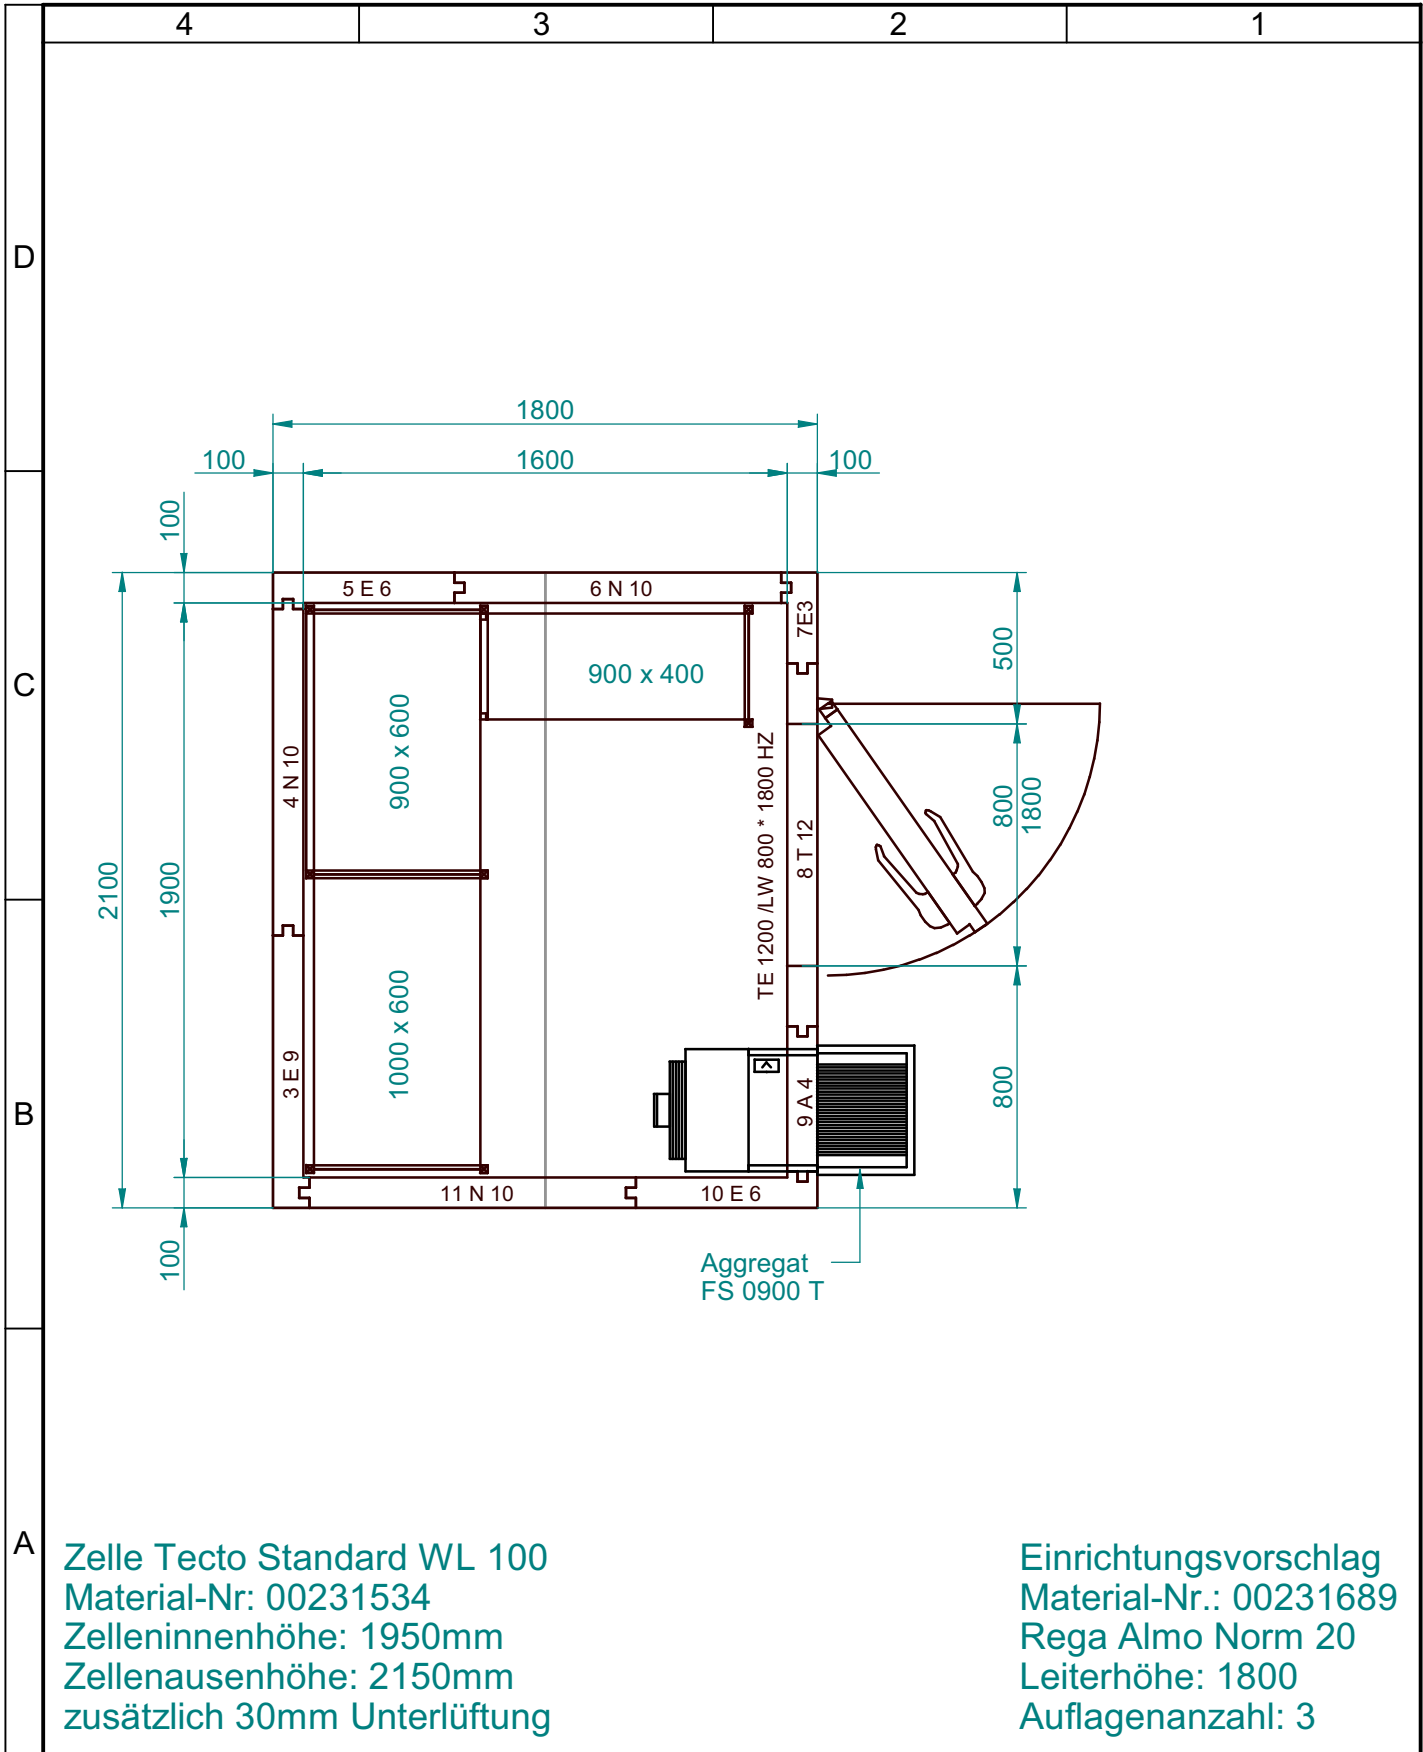 4 3 2 1
D
C
B
A
1800
100 1600 100
100
2100
1900
100
5 E 6
6 N 10
7E3
4 N 10
3 E 9
8 T 12
9 A 4
11 N 10
10 E 6
900 x 400
900 x 600
1000 x 600
TE 1200 /LW 800 * 1800 HZ
500
800
1800
800
Aggregat
FS 0900 T
Zelle Tecto Standard WL 100
Material-Nr: 00231534
Zelleninnenhöhe: 1950mm
Zellenausenhöhe: 2150mm
zusätzlich 30mm Unterlüftung
Einrichtungsvorschlag
Material-Nr.: 00231689
Rega Almo Norm 20
Leiterhöhe: 1800
Auflagenanzahl: 3